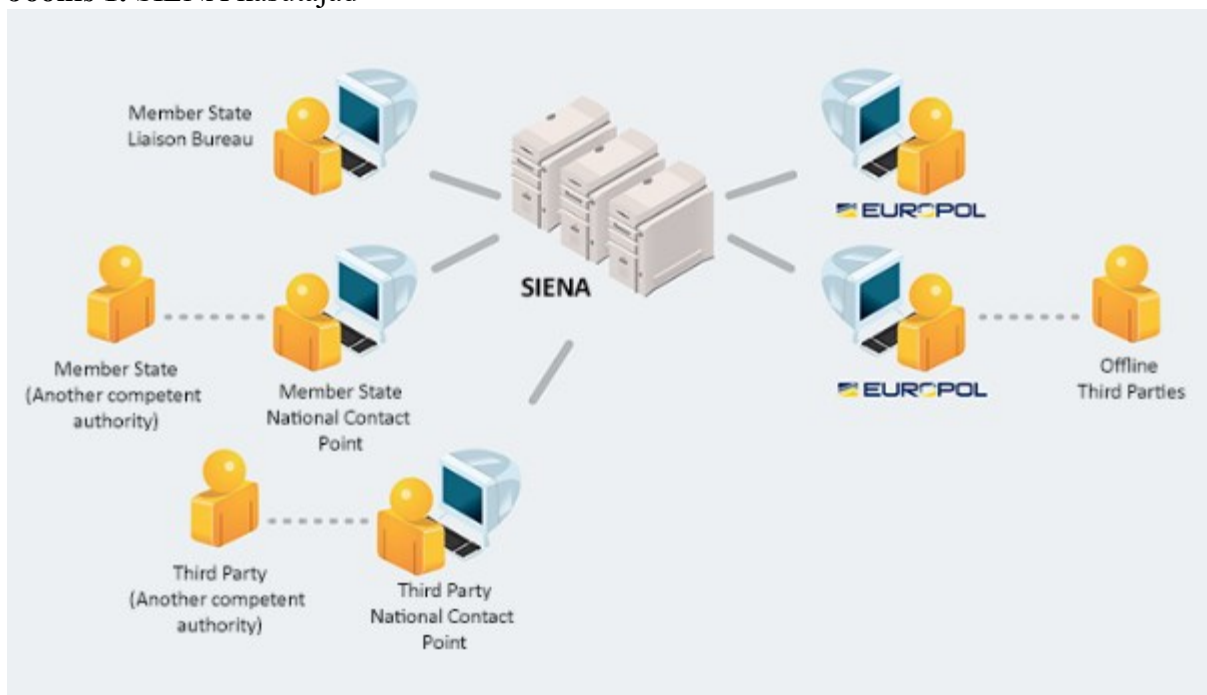 Member State
Liaison Bureau
EUROPOL
SIENA
Member State
(Another competent
authority)
Member State
National Contact
Point
EUROPOL
Offline
Third Parties
Third Party
(Another competent
authority)
Third Party
National Contact
Point